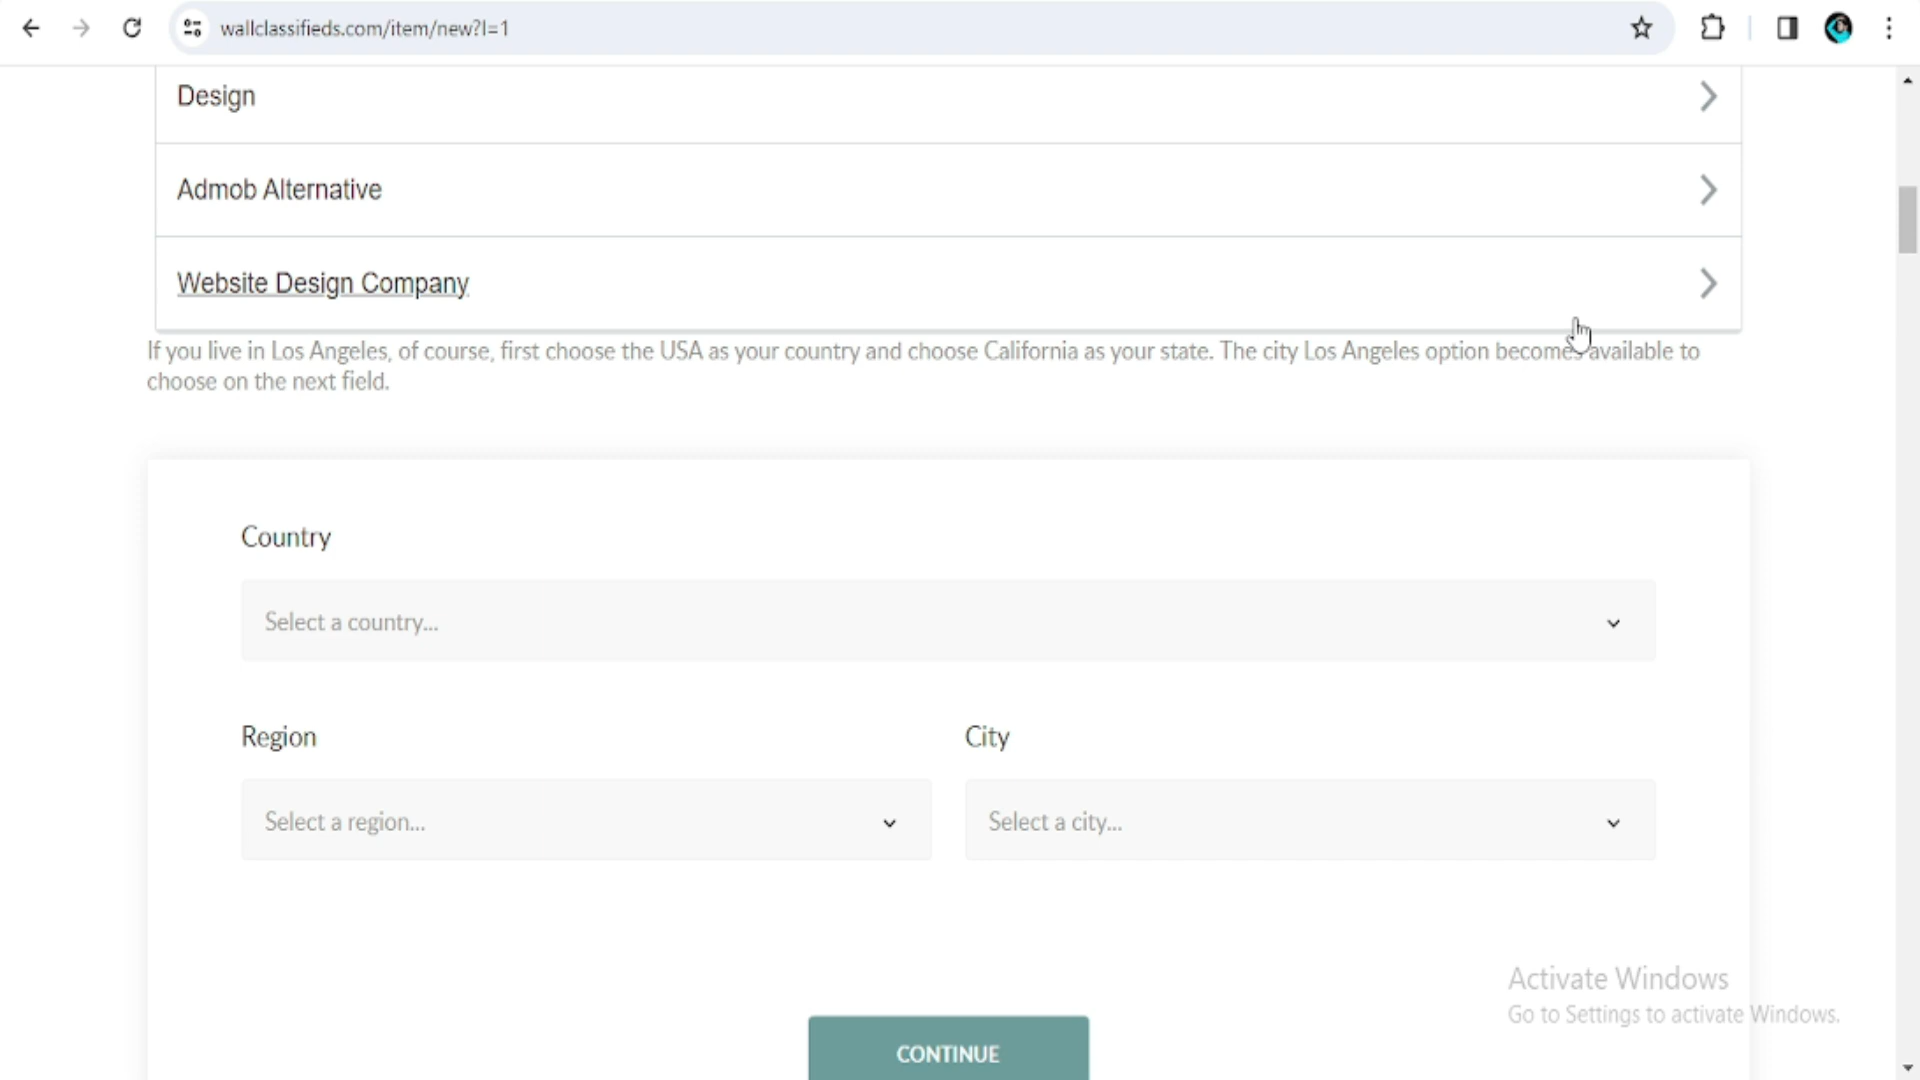 wallclassifieds.com/item/new?l=1
Design
Admob Alternative
Website Design Company
If you live in Los Angeles, of course, first choose the USA as your country and choose California as your state. The city Los Angeles option becomes available to
choose on the next field.
Country
Select a country...
Region
City
Select a region...
Select a city...
Activate Windows
Go to Settings to activate Windows.
CONTINUE